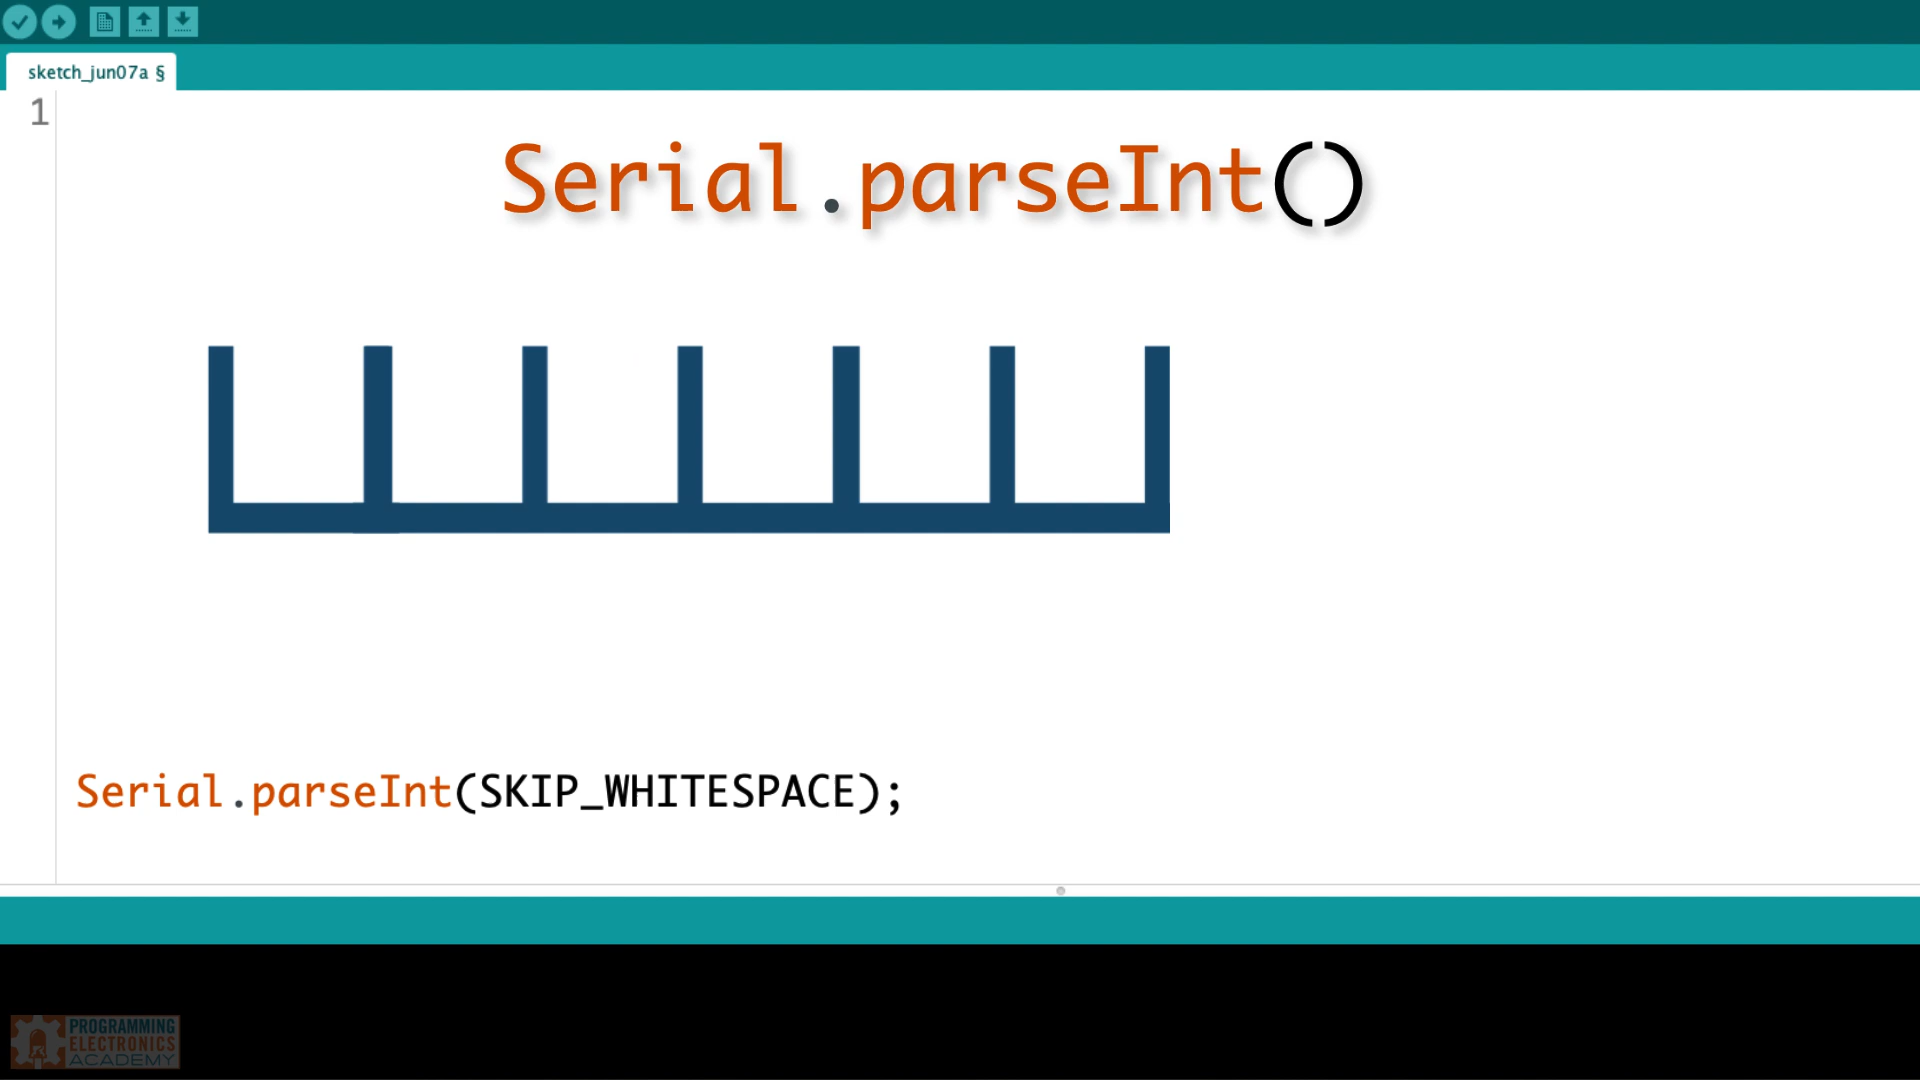 sketch_jun07a §
1
Serial.parseInt()
Serial.parseInt(SKIP_WHITESPACE);
PROGRAMMING
ELECTRONICS
ACADEMY